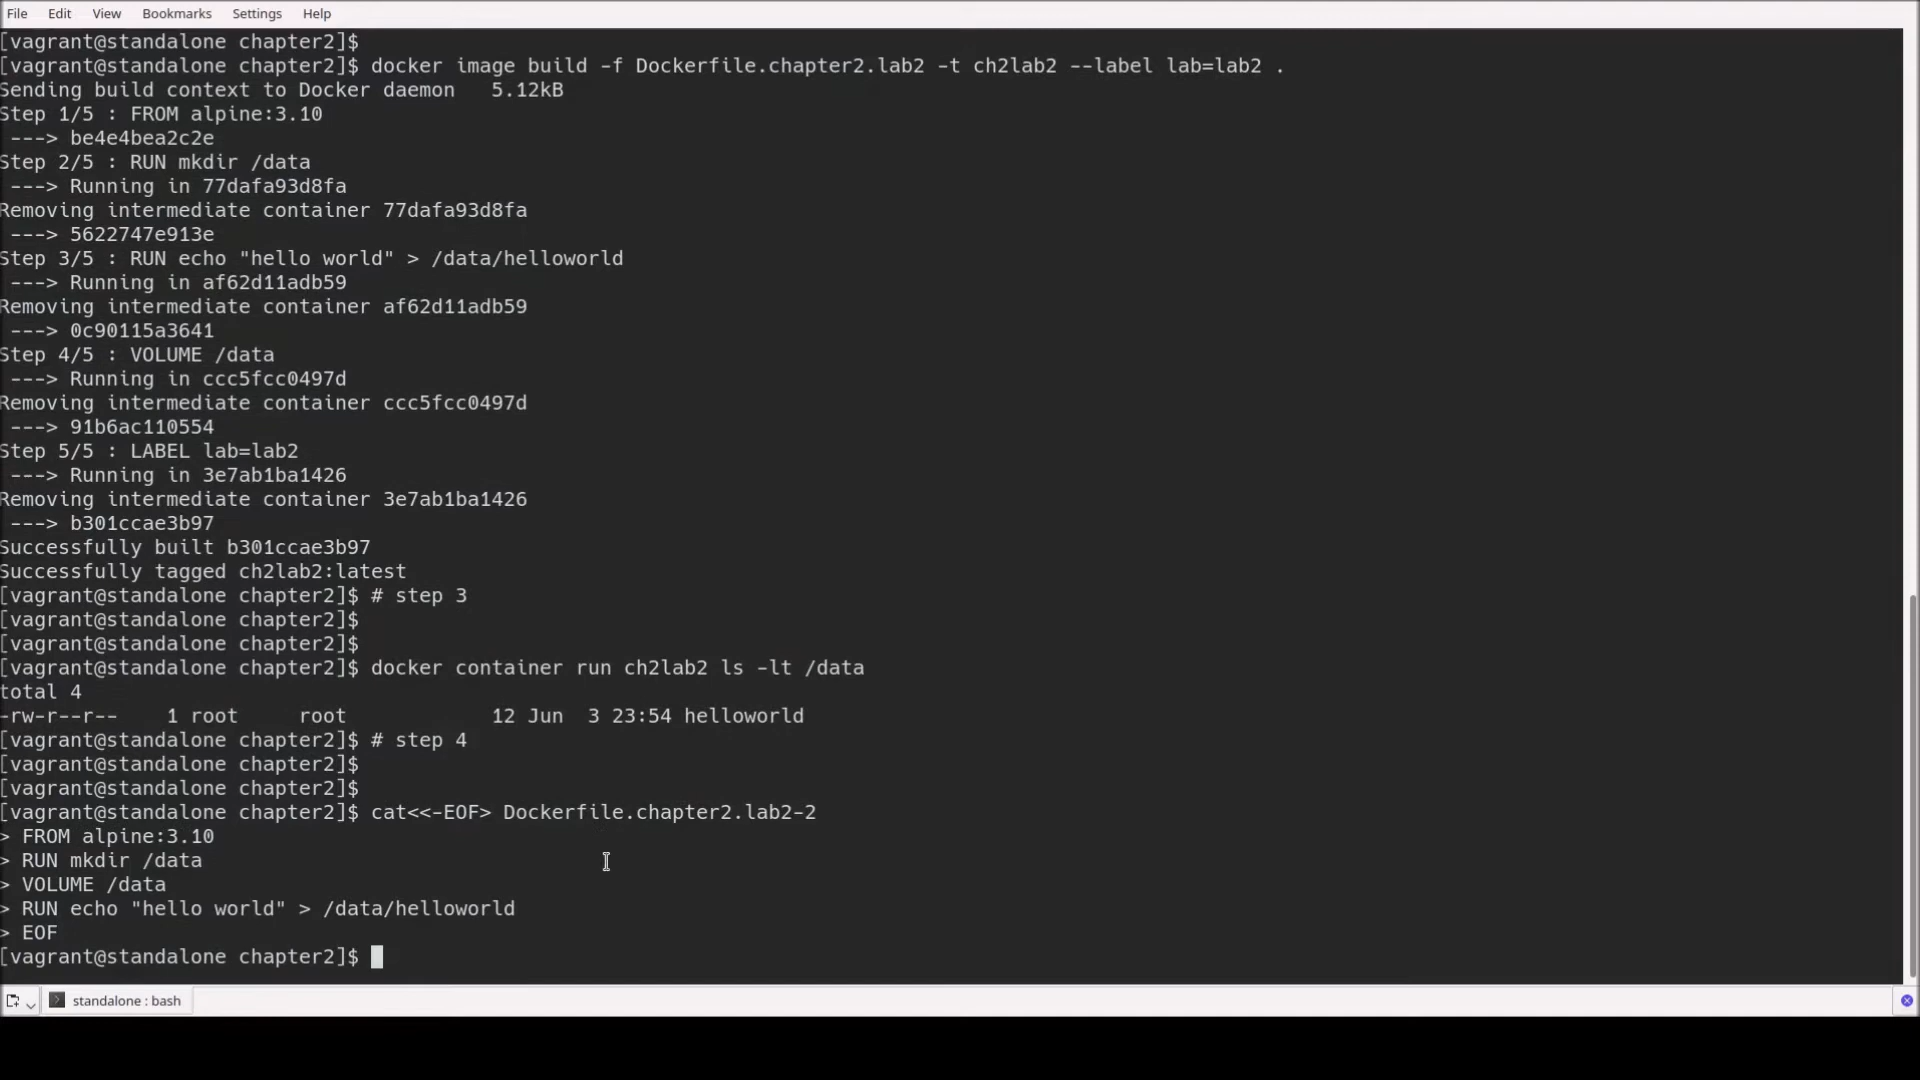 File Edit View Bookmarks Settings Help
[vagrant@standalone chapter2]$
[vagrant@standalone chapter2]$ docker image build -f Dockerfile.chapter2.lab2 -t ch2lab2 --label lab=lab2 .
Sending build context to Docker daemon   5.12kB
Step 1/5 : FROM alpine:3.10
 ---> be4e4bea2c2e
Step 2/5 : RUN mkdir /data
 ---> Running in 77dafa93d8fa
Removing intermediate container 77dafa93d8fa
 ---> 5622747e913e
Step 3/5 : RUN echo "hello world" > /data/helloworld
 ---> Running in af62d11adb59
Removing intermediate container af62d11adb59
 ---> 0c90115a3641
Step 4/5 : VOLUME /data
 ---> Running in ccc5fcc0497d
Removing intermediate container ccc5fcc0497d
 ---> 91b6ac110554
Step 5/5 : LABEL lab=lab2
 ---> Running in 3e7ab1ba1426
Removing intermediate container 3e7ab1ba1426
 ---> b301ccae3b97
Successfully built b301ccae3b97
Successfully tagged ch2lab2:latest
[vagrant@standalone chapter2]$ # step 3
[vagrant@standalone chapter2]$
[vagrant@standalone chapter2]$
[vagrant@standalone chapter2]$ docker container run ch2lab2 ls -lt /data
total 4
-rw-r--r--    1 root     root            12 Jun  3 23:54 helloworld
[vagrant@standalone chapter2]$ # step 4
[vagrant@standalone chapter2]$
[vagrant@standalone chapter2]$
[vagrant@standalone chapter2]$ cat<<-EOF> Dockerfile.chapter2.lab2-2
> FROM alpine:3.10
> RUN mkdir /data
> VOLUME /data
> RUN echo "hello world" > /data/helloworld
> EOF
[vagrant@standalone chapter2]$
standalone : bash